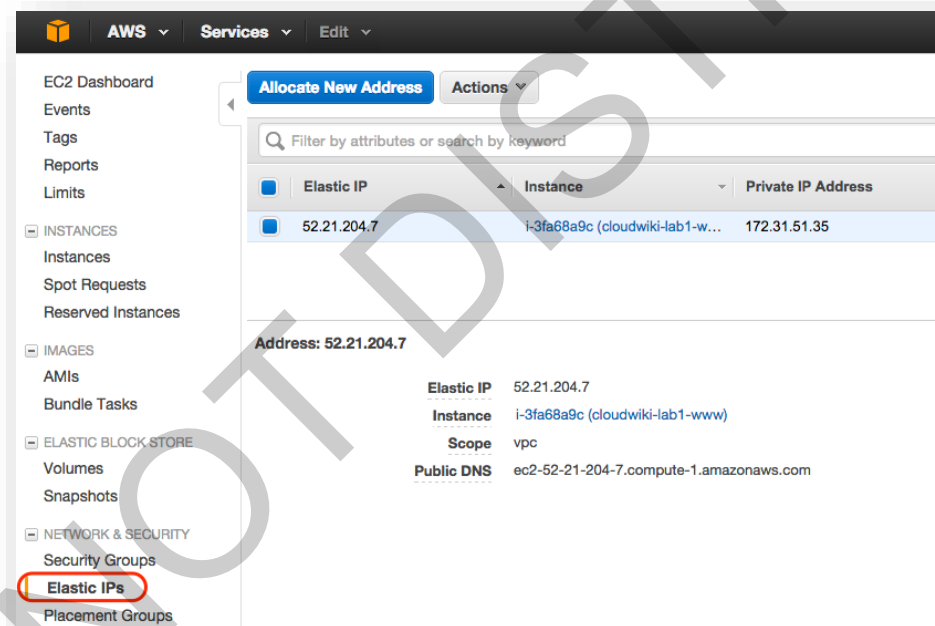 AWS Services Edit
EC2 Dashboard
Events
Tags
Reports
Limits
INSTANCES
Instances
Spot Requests
Reserved Instances
IMAGES
AMIs
Bundle Tasks
ELASTIC BLOCK STORE
Volumes
Snapshots
NETWORK & SECURITY
Security Groups
Elastic IPs
Placement Groups
Allocate New Address Actions
Filter by attributes or search by keyword
Elastic IP Instance Private IP Address
52.21.204.7 i-3fa68a9c (cloudwiki-lab1-w... 172.31.51.35
Address: 52.21.204.7
Elastic IP 52.21.204.7
Instance i-3fa68a9c (cloudwiki-lab1-www)
Scope vpc
Public DNS ec2-52-21-204-7.compute-1.amazonaws.com
NOT DIST